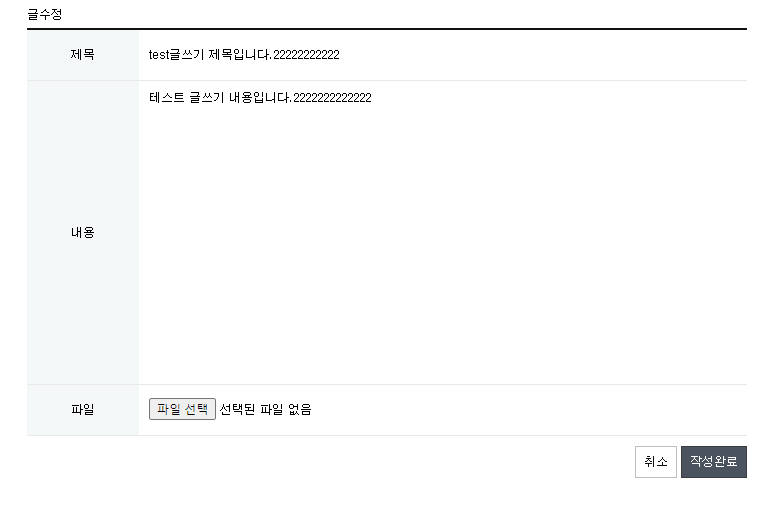 글수정
제목 test글쓰기 제목입니다.22222222222
테스트 글쓰기 내용입니다.2222222222222
내용
파일 파일 선택 선택된 파일 없음
취소 작성완료